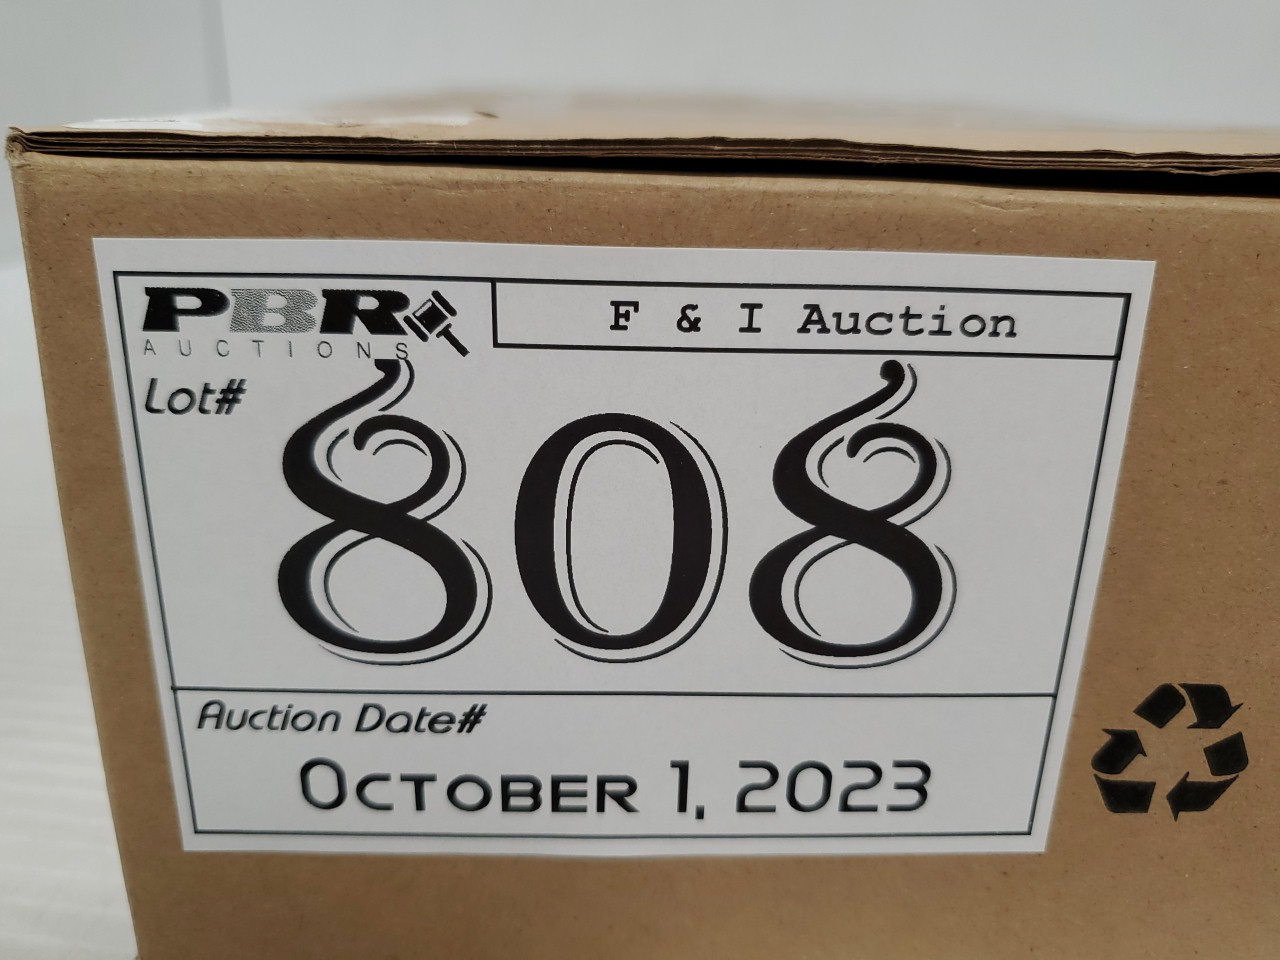 PBR
AUCTIONS
F & I Auction
Lot#
808
Auction Date#
October 1, 2023